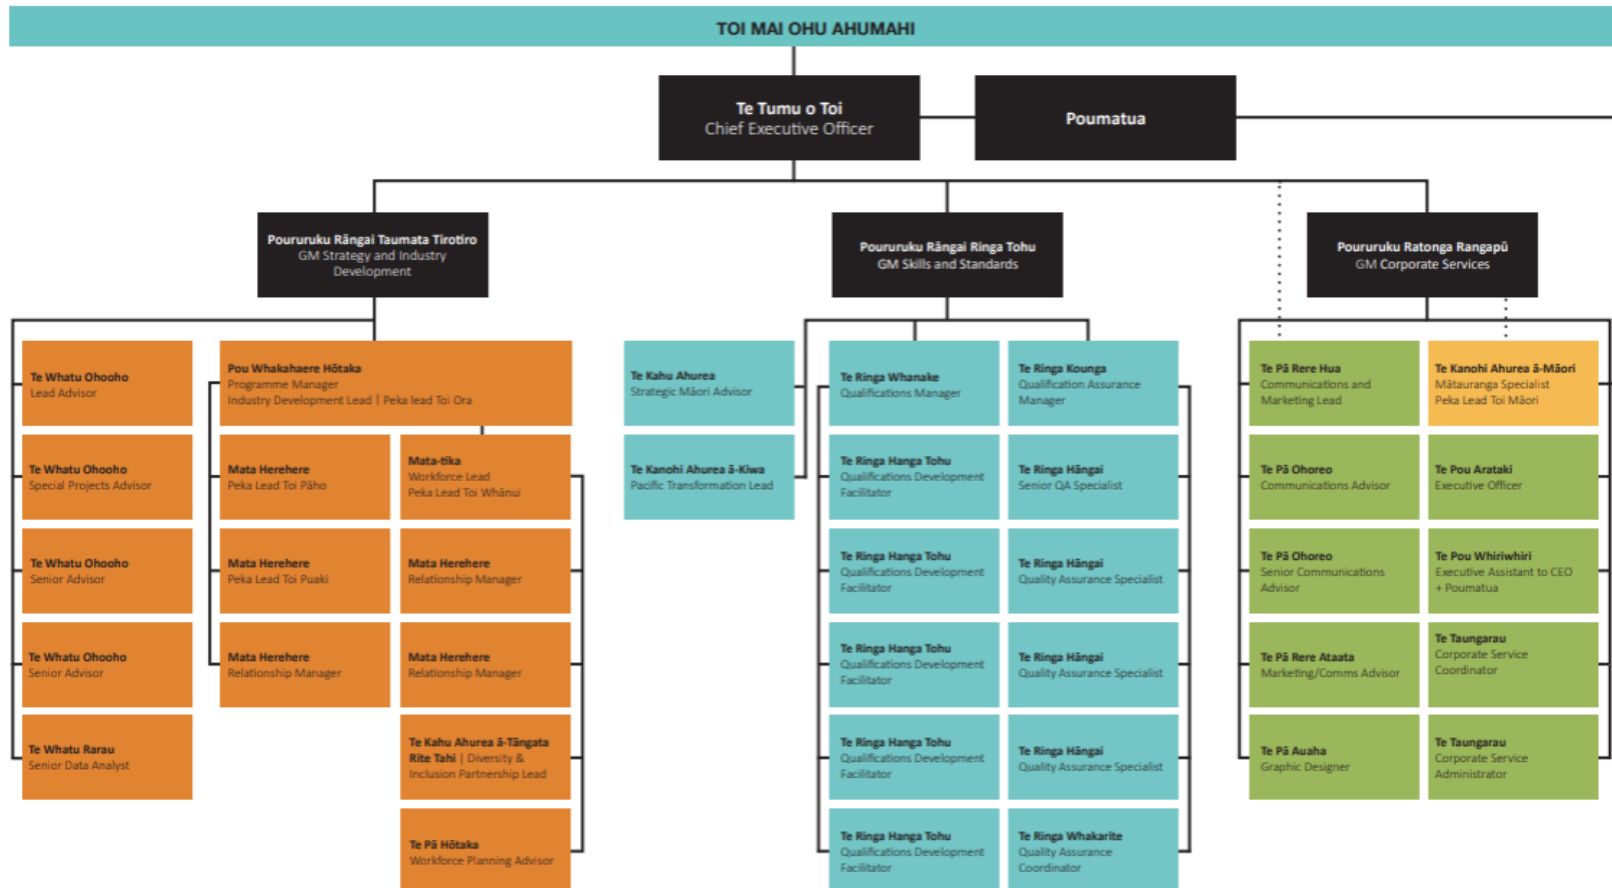 TOI MAI OHU AHUMAHI
Te Tumu o Toi
Chief Executive Officer
Poumatua
Poururuku Rāngai Taumata Tirotiro
GM Strategy and Industry
Development
Poururuku Rāngai Ringa Tohu
GM Skills and Standards
Poururuku Ratonga Rangapū
GM Corporate Services
Te Whatu Ohooho
Lead Advisor
Te Whatu Ohooho
Special Projects Advisor
Te Whatu Ohooho
Senior Advisor
Te Whatu Ohooho
Senior Advisor
Te Whatu Rarau
Senior Data Analyst
Pou Whakahaere Hōtaka
Programme Manager
Industry Development Lead | Peka lead Toi Ora
Mata Herehere
Peka Lead Toi Pāho
Mata Herehere
Peka Lead Toi Puaki
Mata Herehere
Relationship Manager
Mata-tika
Workforce Lead
Peka Lead Toi Whānui
Mata Herehere
Relationship Manager
Mata Herehere
Relationship Manager
Te Kahu Ahurea ā-Tāngata
Rite Tahi | Diversity &
Inclusion Partnership Lead
Te Pā Hōtaka
Workforce Planning Advisor
Te Kahu Ahurea
Strategic Māori Advisor
Te Kanohi Ahurea ā-Kiwa
Pacific Transformation Lead
Te Ringa Whanake
Qualifications Manager
Te Ringa Hanga Tohu
Qualifications Development
Facilitator
Te Ringa Hanga Tohu
Qualifications Development
Facilitator
Te Ringa Hanga Tohu
Qualifications Development
Facilitator
Te Ringa Hanga Tohu
Qualifications Development
Facilitator
Te Ringa Hanga Tohu
Qualifications Development
Facilitator
Te Ringa Kounga
Qualification Assurance
Manager
Te Ringa Hāngai
Senior QA Specialist
Te Ringa Hāngai
Quality Assurance Specialist
Te Ringa Hāngai
Quality Assurance Specialist
Te Ringa Hāngai
Quality Assurance Specialist
Te Ringa Whakarite
Quality Assurance
Coordinator
Te Pā Rere Hua
Communications and
Marketing Lead
Te Pā Ohoreo
Communications Advisor
Te Pā Ohoreo
Senior Communications
Advisor
Te Pā Rere Ataata
Marketing/Comms Advisor
Te Pā Auaha
Graphic Designer
Te Kanohi Ahurea ā-Māori
Mātauranga Specialist
Peka Lead Toi Māori
Te Pou Arataki
Executive Officer
Te Pou Whiriwhiri
Executive Assistant to CEO
+ Poumatua
Te Taungarau
Corporate Service
Coordinator
Te Taungarau
Corporate Service
Administrator